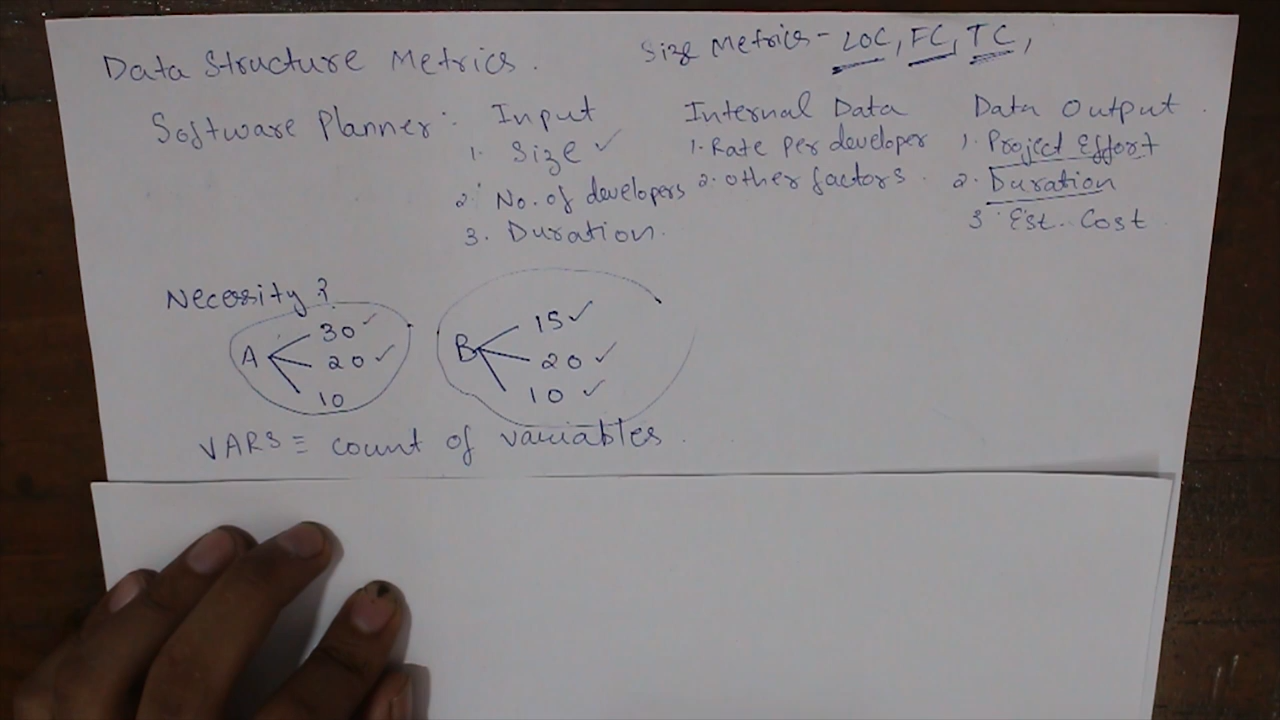 Data Structure Metrics.
Size Metrics - LOC, FC, TC,
Software Planner:- Input Internal Data Data Output.
1. Size ✓ 1. Rate per developer 1. Project Effort
2. No. of developers 2. other factors. 2. Duration
3. Duration. 3. Est. Cost
Necosity?
A 30 ✓ 20 ✓ 10
B 15 ✓ 20 ✓ 10 ✓
VARS ≡ count of variables.